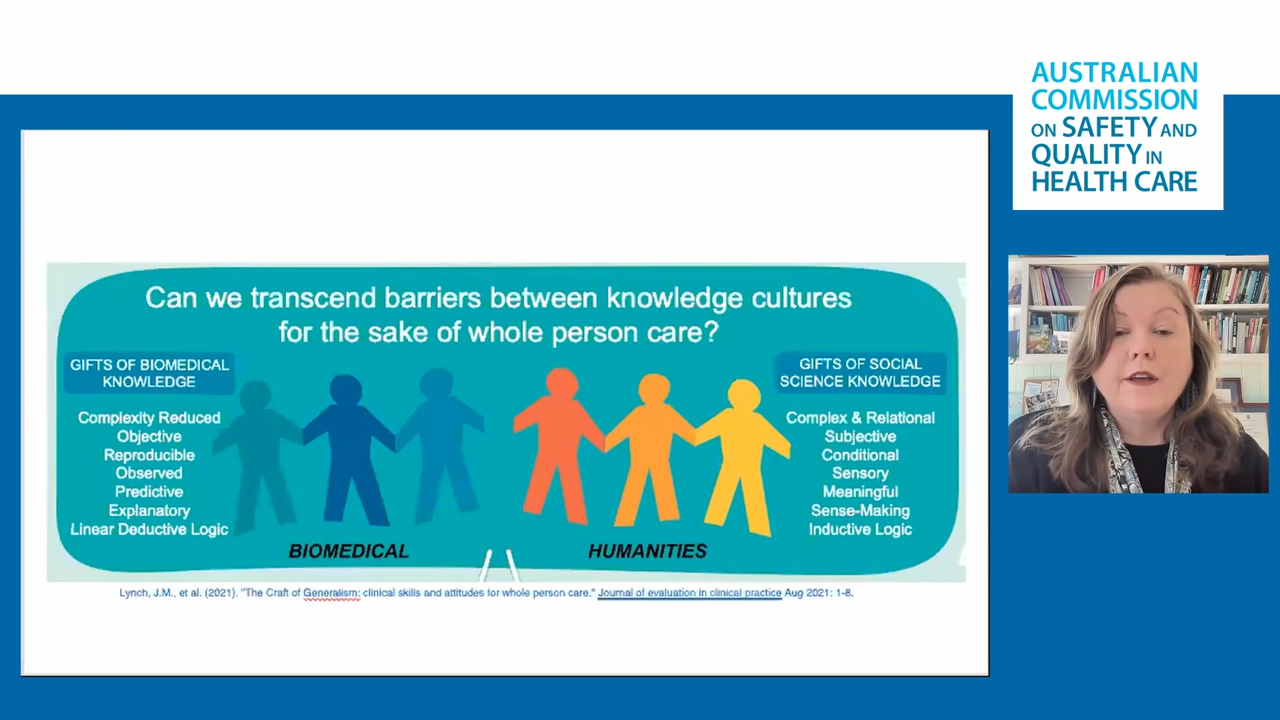 AUSTRALIAN
COMMISSION
ON SAFETY AND
QUALITY IN
HEALTH CARE
Can we transcend barriers between knowledge cultures
for the sake of whole person care?
GIFTS OF BIOMEDICAL
KNOWLEDGE
Complexity Reduced
Objective
Reproducible
Observed
Predictive
Explanatory
Linear Deductive Logic
BIOMEDICAL
HUMANITIES
GIFTS OF SOCIAL
SCIENCE KNOWLEDGE
Complex & Relational
Subjective
Conditional
Sensory
Meaningful
Sense-Making
Inductive Logic
Lynch, J.M., et al. (2021). "The Craft of Generalism: clinical skills and attitudes for whole person care." Journal of evaluation in clinical practice Aug 2021: 1-8.